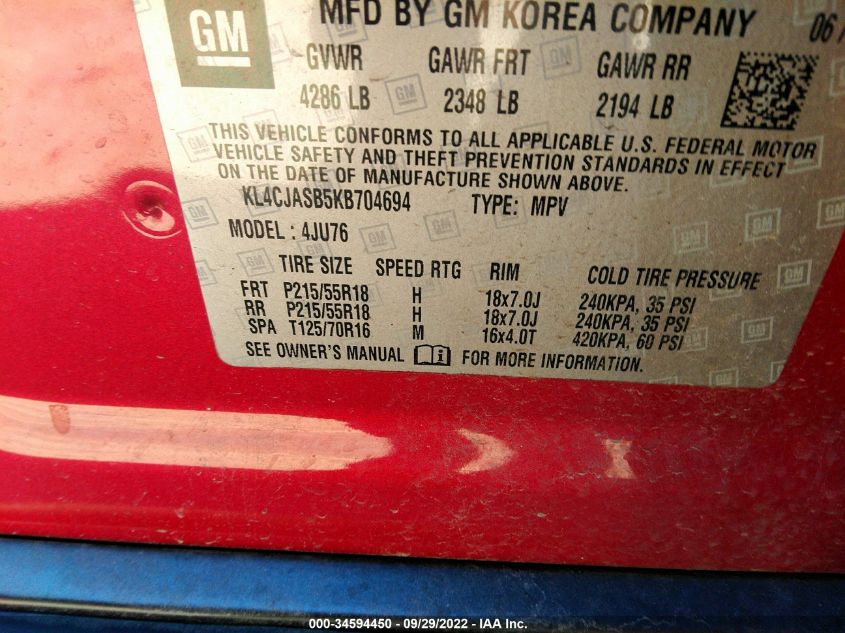 GM
MFD BY GM KOREA COMPANY 06/
GVWR GAWR FRT GAWR RR
4286 LB 2348 LB 2194 LB
THIS VEHICLE CONFORMS TO ALL APPLICABLE U.S. FEDERAL MOTOR
VEHICLE SAFETY AND THEFT PREVENTION STANDARDS IN EFFECT
ON THE DATE OF MANUFACTURE SHOWN ABOVE.
KL4CJASB5KB704694 TYPE: MPV
MODEL : 4JU76
TIRE SIZE SPEED RTG RIM COLD TIRE PRESSURE
FRT P215/55R18 H 18x7.0J 240KPA, 35 PSI
RR P215/55R18 H 18x7.0J 240KPA, 35 PSI
SPA T125/70R16 M 16x4.0T 420KPA, 60 PSI
SEE OWNER'S MANUAL FOR MORE INFORMATION.
000-34594450 - 09/29/2022 - IAA Inc.